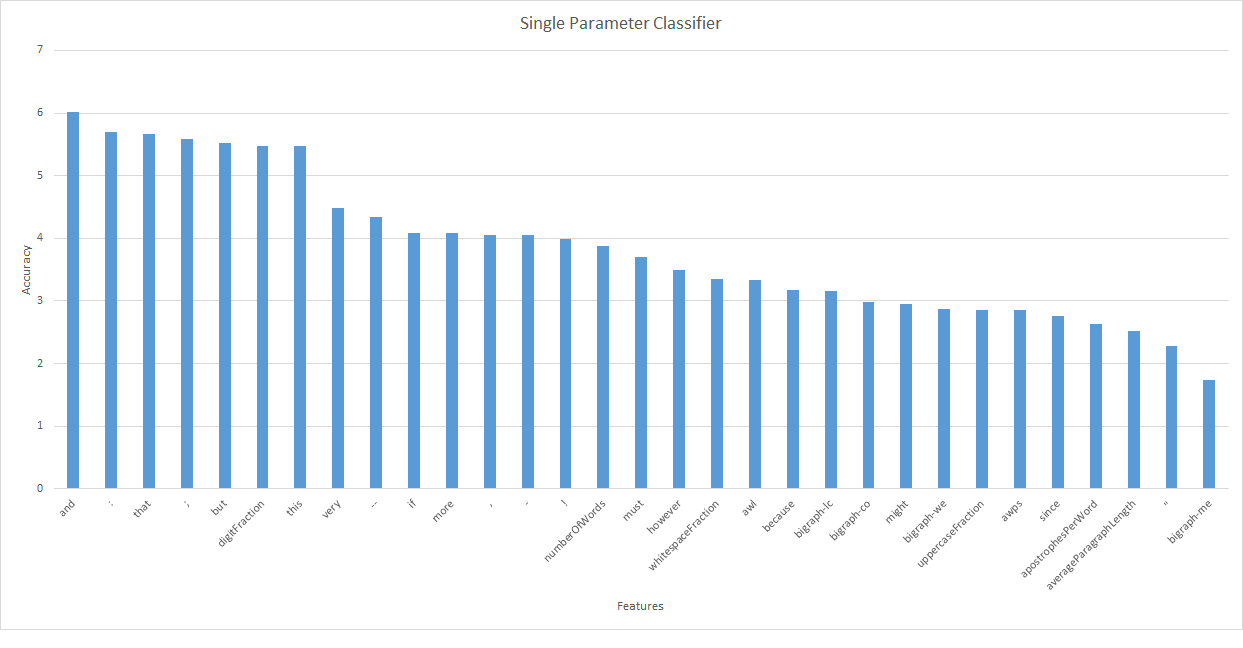 Single Parameter Classifier
7
6
5
4
3
2
1
0
Accuracy
and
:
that
;
but
digitFraction
this
very
--
if
more
,
-
!
numberOfWords
must
however
whitespaceFraction
awl
because
bigraph-lc
bigraph-co
might
bigraph-we
uppercaseFraction
awps
since
apostrophesPerWord
averageParagraphLength
"
bigraph-me
Features